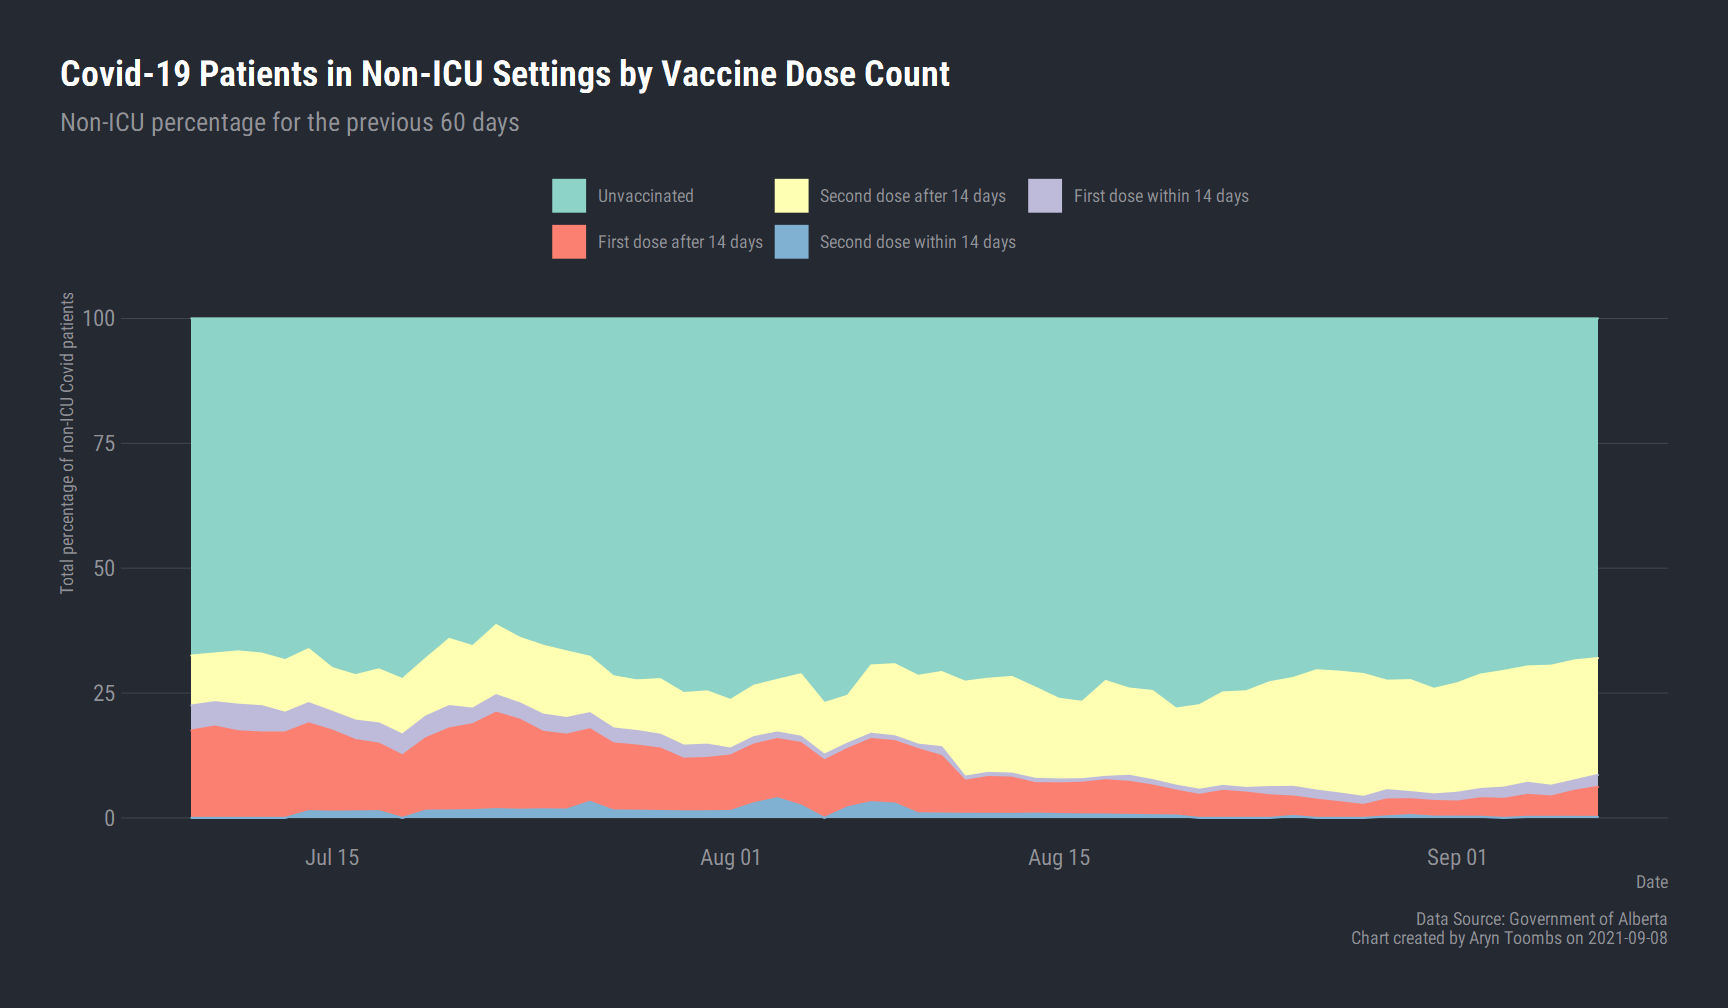 Covid-19 Patients in Non-ICU Settings by Vaccine Dose Count
Non-ICU percentage for the previous 60 days
Unvaccinated
Second dose after 14 days
First dose within 14 days
First dose after 14 days
Second dose within 14 days
Total percentage of non-ICU Covid patients
100
75
50
25
0
Jul 15
Aug 01
Aug 15
Sep 01
Date
Data Source: Government of Alberta
Chart created by Aryn Toombs on 2021-09-08